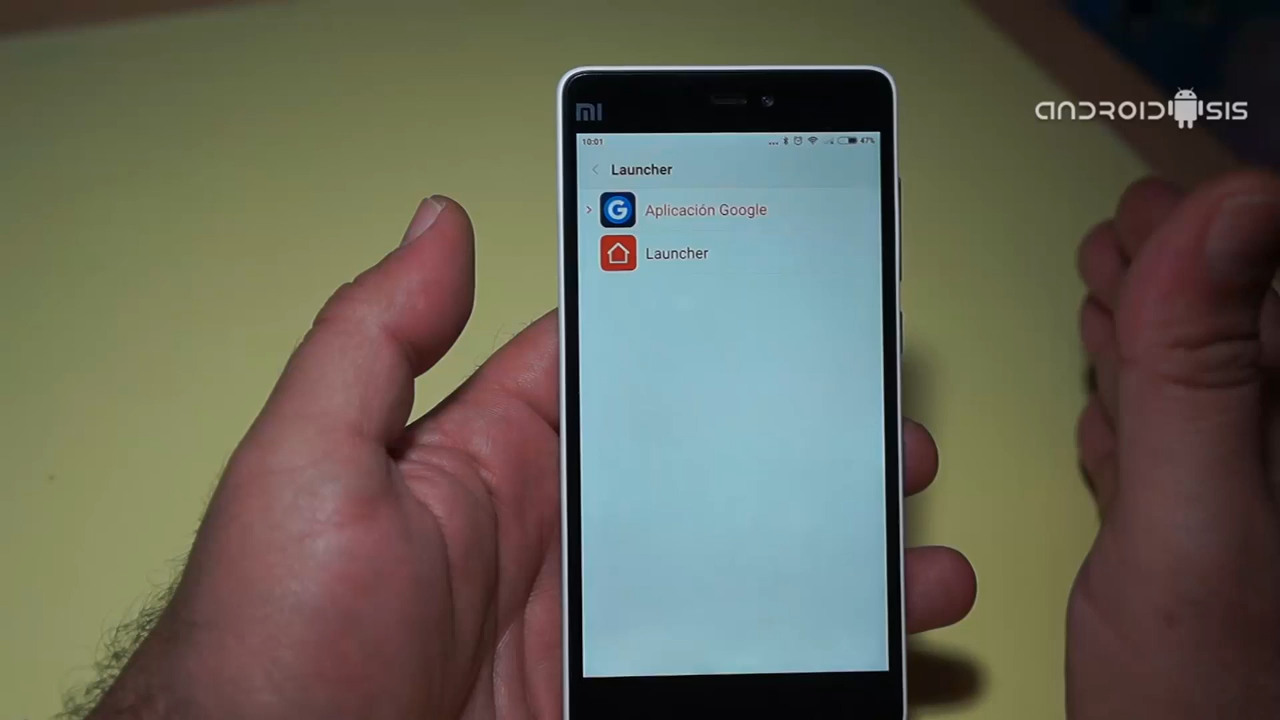 ANDROIDSIS
MI
10:01 ... 47%
Launcher
G Aplicación Google
Launcher